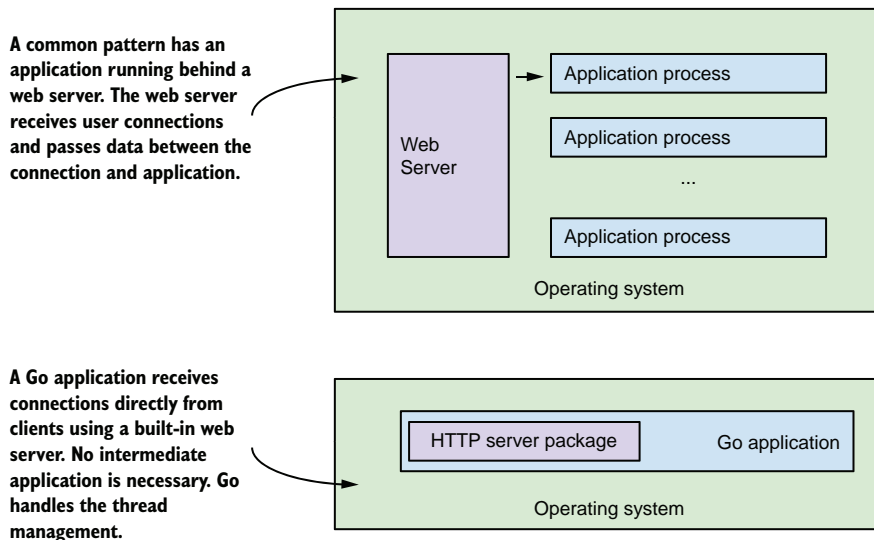 A common pattern has an
application running behind a
web server. The web server
receives user connections
and passes data between the
connection and application.
Web
Server
Application process
Application process
...
Application process
Operating system
A Go application receives
connections directly from
clients using a built-in web
server. No intermediate
application is necessary. Go
handles the thread
management.
HTTP server package
Go application
Operating system